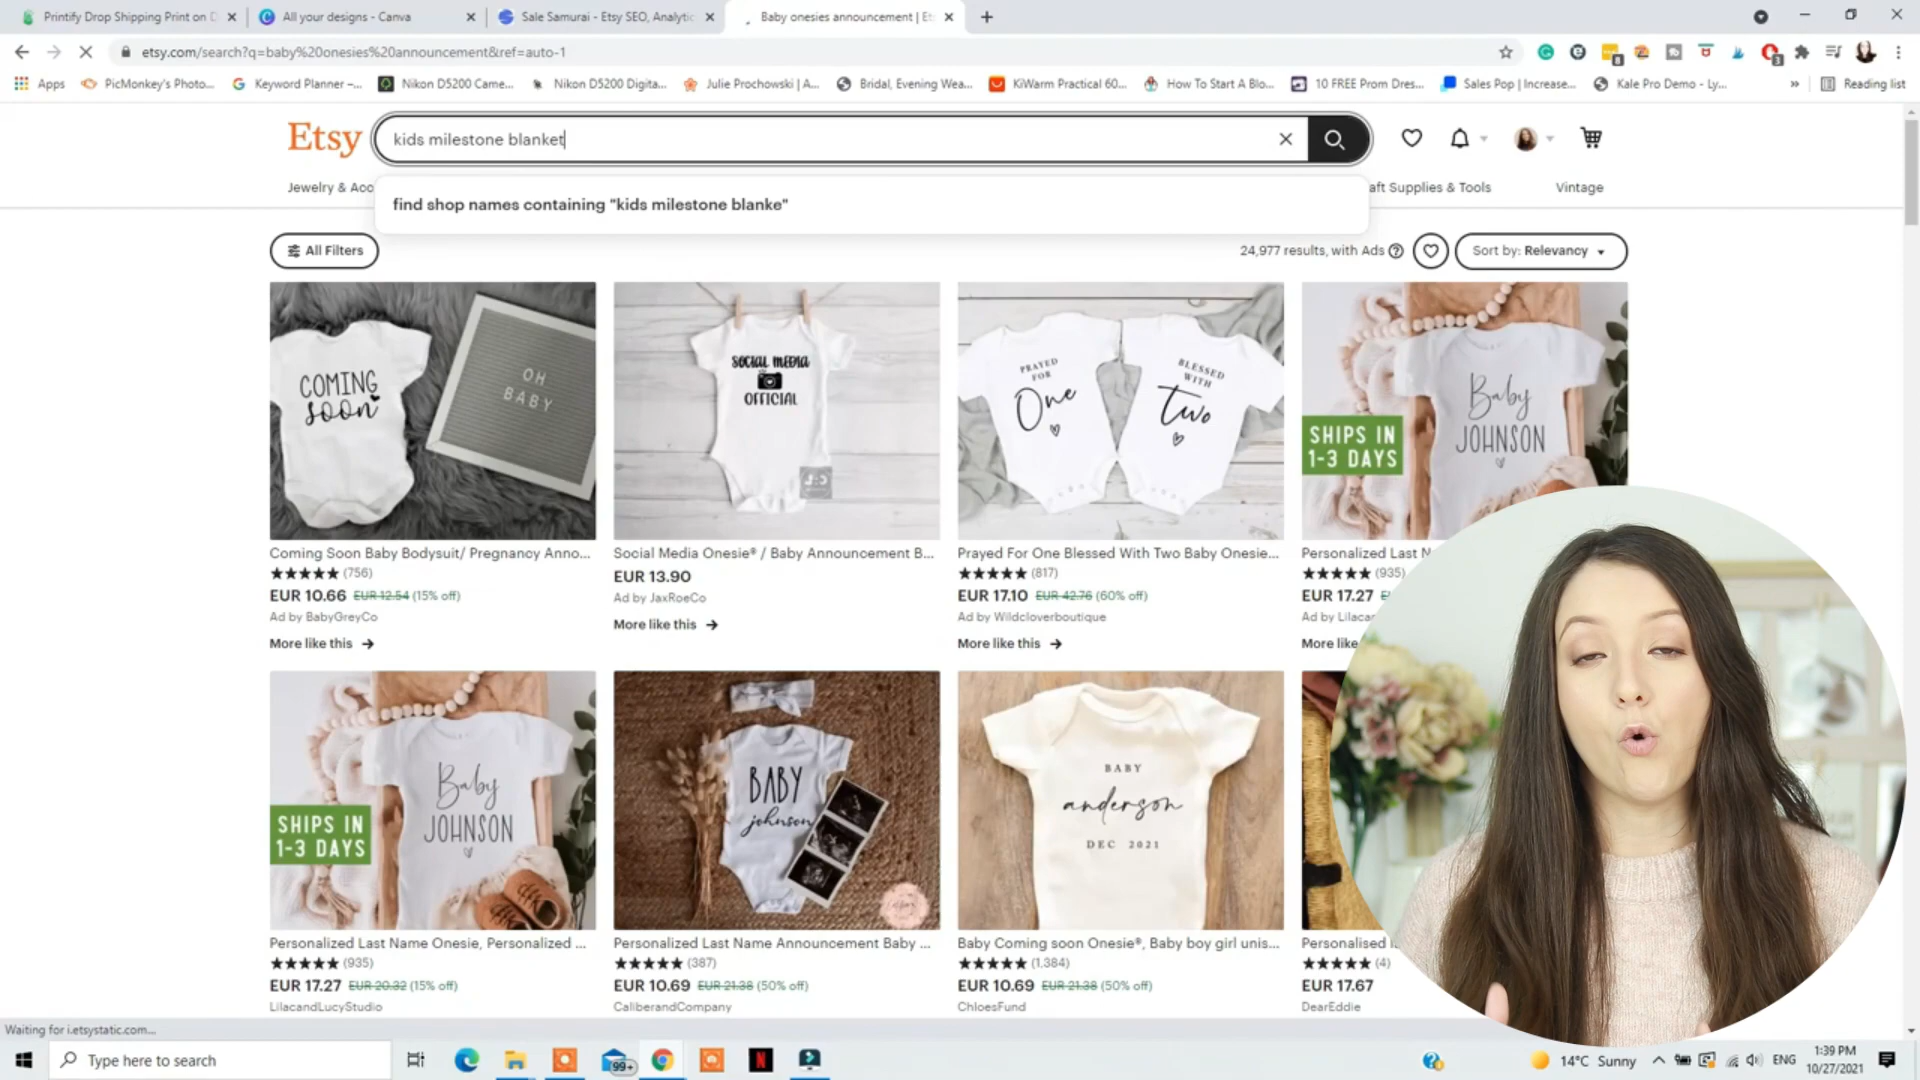 Printify Drop Shipping Print on D
All your designs - Canva
Sale Samurai - Etsy SEO, Analytic
Baby onesies announcement | Et
etsy.com/search?q=baby%20onesies%20announcement&ref=auto-1
Apps
PicMonkey's Photo...
Keyword Planner –...
Nikon D5200 Came...
Nikon D5200 Digita...
Julie Prochowski | A...
Bridal, Evening Wea...
KiWarm Practical 60...
How To Start A Blo...
10 FREE Prom Dres...
Sales Pop | Increase...
Kale Pro Demo - Ly...
Reading list
Etsy
kids milestone blanket
Jewelry & Acc
find shop names containing "kids milestone blanke"
aft Supplies & Tools
Vintage
All Filters
24,977 results, with Ads
Sort by: Relevancy
COMING
soon
OH
BABY
SOCIAL MEDIA
OFFICIAL
PRAYED
FOR
One
BLESSED
WITH
Two
Baby
JOHNSON
SHIPS IN
1-3 DAYS
Coming Soon Baby Bodysuit/ Pregnancy Anno...
(756)
EUR 10.66 EUR 12.54 (15% off)
Ad by BabyGreyCo
More like this
Social Media Onesie® / Baby Announcement B...
EUR 13.90
Ad by JaxRoeCo
More like this
Prayed For One Blessed With Two Baby Onesie...
(817)
EUR 17.10 EUR 42.76 (60% off)
Ad by Wildcloverboutique
More like this
Personalized Last N
(935)
EUR 17.27
Ad by Lilaca
More like
Baby
JOHNSON
SHIPS IN
1-3 DAYS
BABY
johnson
BABY
anderson
DEC 2021
Personalized Last Name Onesie, Personalized ...
(935)
EUR 17.27 EUR 20.32 (15% off)
LilacandLucyStudio
Personalized Last Name Announcement Baby ...
(387)
EUR 10.69 EUR 21.38 (50% off)
CaliberandCompany
Baby Coming soon Onesie®, Baby boy girl unis...
(1,384)
EUR 10.69 EUR 21.38 (50% off)
ChloesFund
Personalised
(4)
EUR 17.67
DearEddie
Waiting for i.etsystatic.com...
Type here to search
99+
14°C Sunny
ENG
1:39 PM
10/27/2021